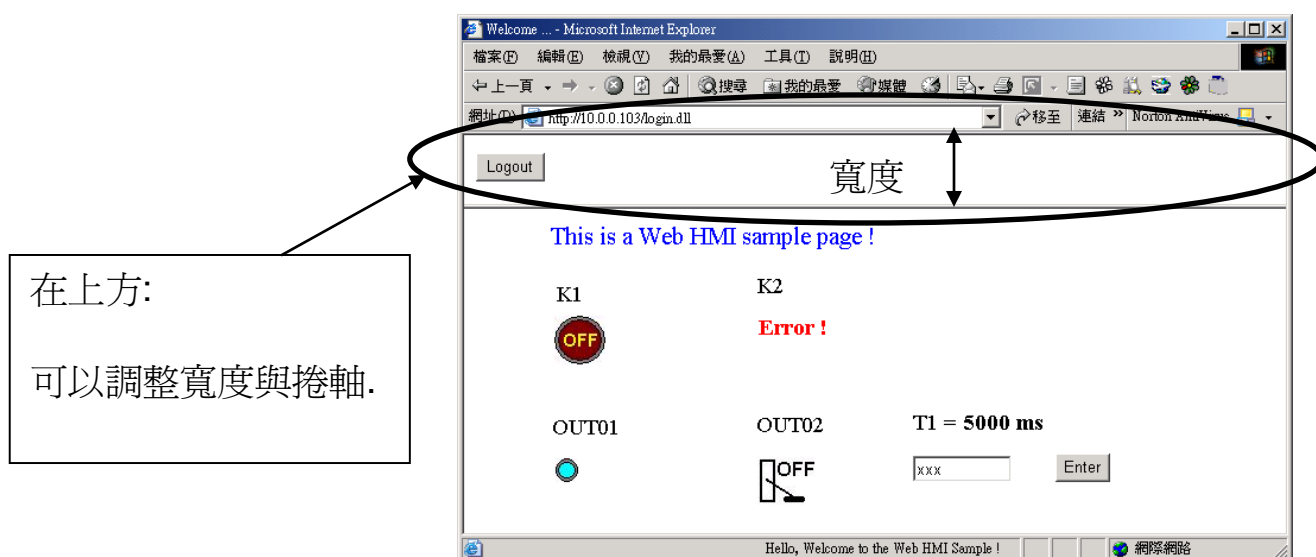 Welcome ... - Microsoft Internet Explorer
檔案(F) 編輯(E) 檢視(V) 我的最愛(A) 工具(T) 說明(H)
上一頁 搜尋 我的最愛 媒體
網址(D) http://10.0.0.103/login.dll 移至 連結 » Norton AntiVirus
Logout
寬度
This is a Web HMI sample page !
在上方:
可以調整寬度與捲軸.
K1
K2
OFF
Error !
OUT01
OUT02
T1 = 5000 ms
OFF
xxx
Enter
Hello, Welcome to the Web HMI Sample !
網際網路